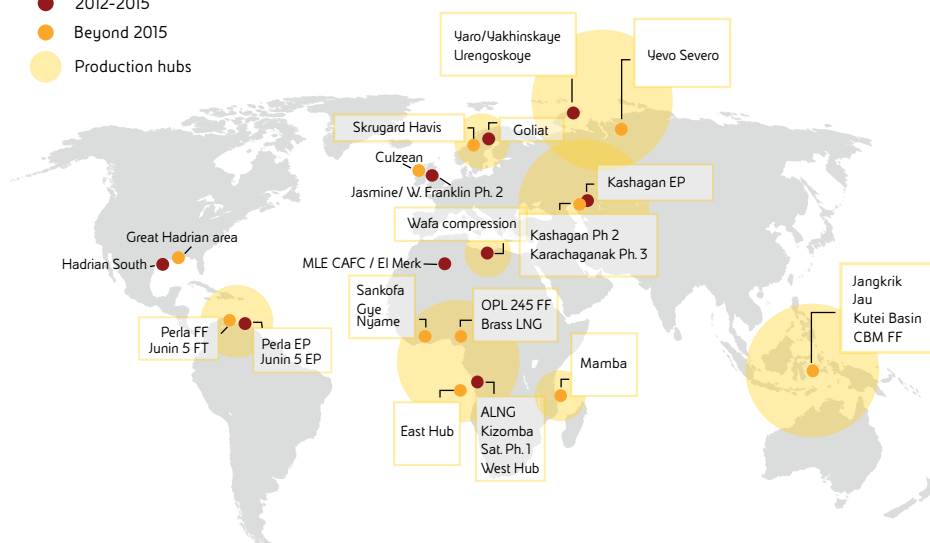 2012-2015
Beyond 2015
Production hubs
Yaro/Yakhinskaye
Urengoskoye
Yevo Severo
Skrugard Havis
Goliat
Culzean
Jasmine/ W. Franklin Ph. 2
Kashagan EP
Wafa compression
Kashagan Ph 2
Karachaganak Ph. 3
Great Hadrian area
Hadrian South
MLE CAFC / El Merk
Sankofa
Gye
Nyame
OPL 245 FF
Brass LNG
Jangkrik
Jau
Kutei Basin
CBM FF
Perla FF
Junin 5 FT
Perla EP
Junin 5 EP
Mamba
East Hub
ALNG
Kizomba
Sat. Ph. 1
West Hub